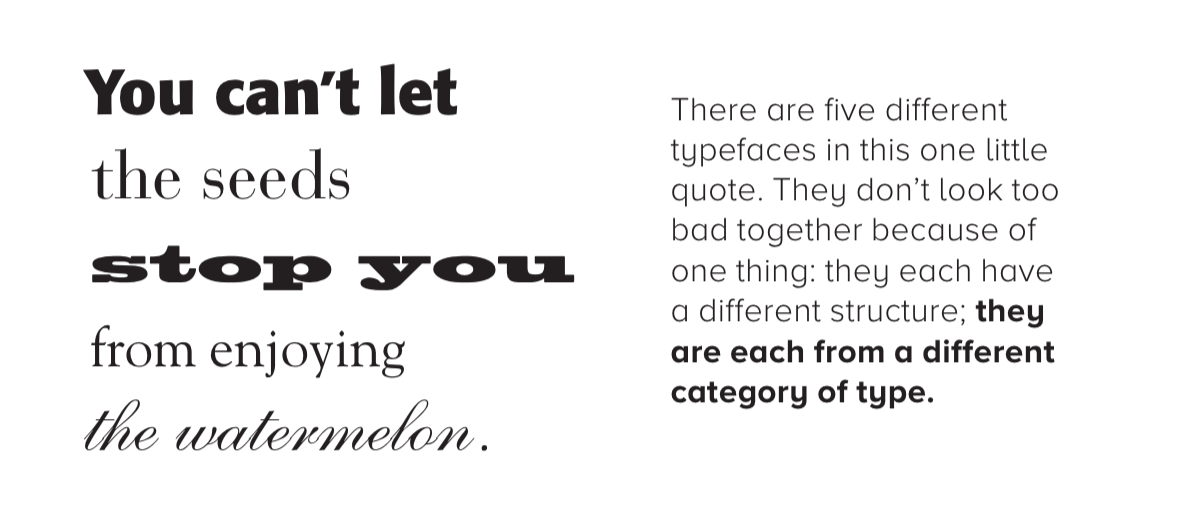 You can’t let
the seeds
stop you
from enjoying
the watermelon.
There are five different
typefaces in this one little
quote. They don’t look too
bad together because of
one thing: they each have
a different structure; they
are each from a different
category of type.